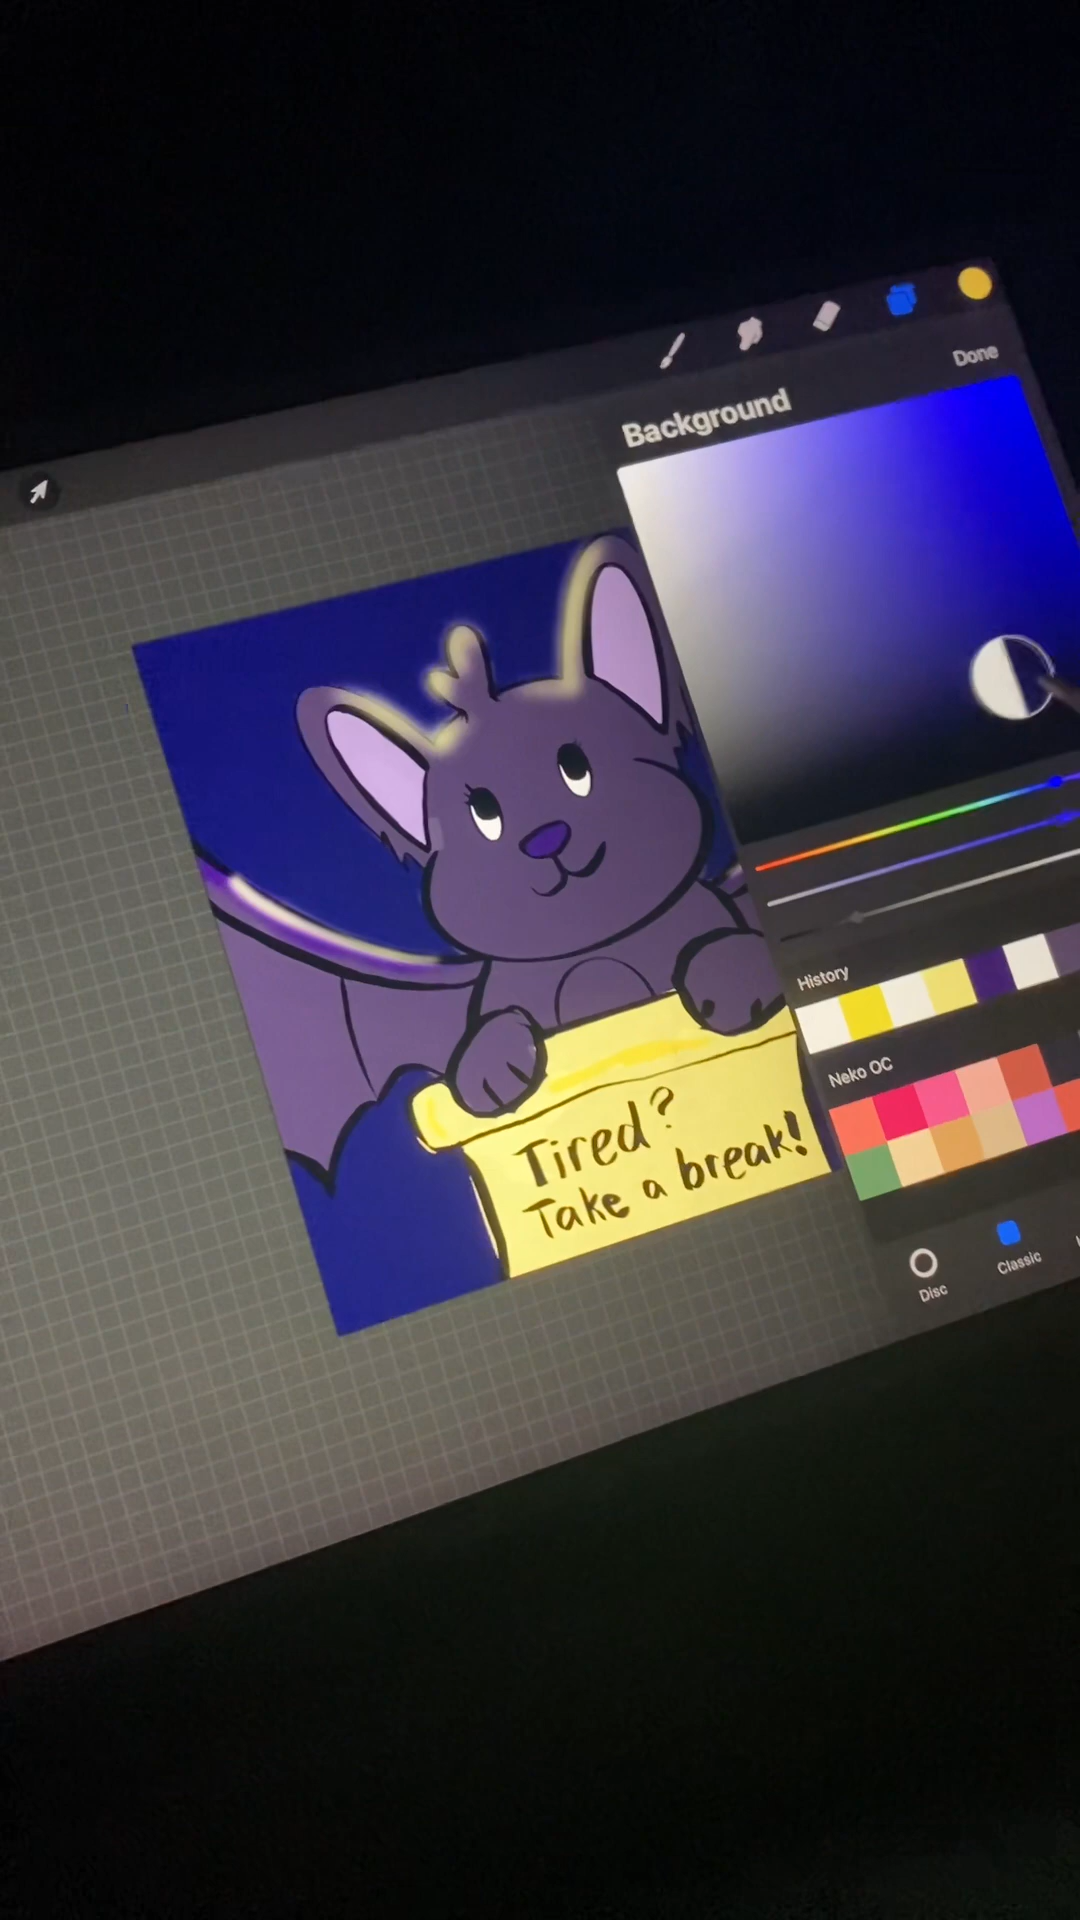 Done
Background
Tired?
Take a break!
History
Neko OC
Disc
Classic